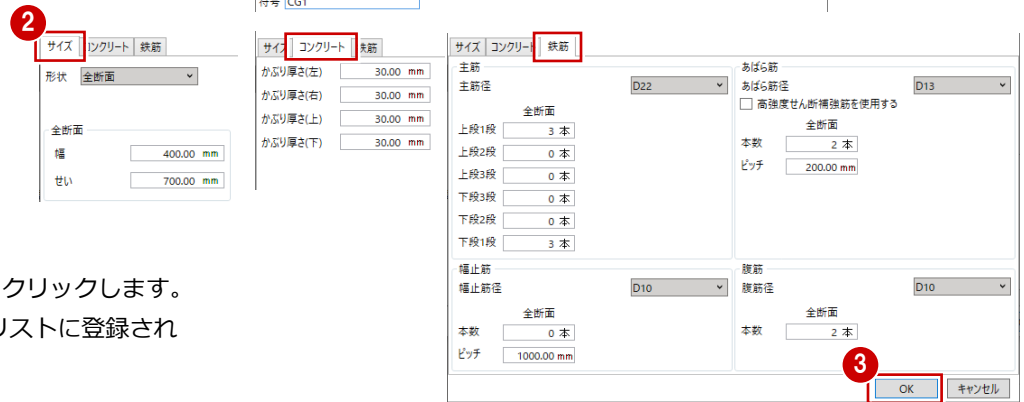 符号 CG1
2
サイズ コンクリート 鉄筋
形状 全断面
全断面
幅 400.00 mm
せい 700.00 mm
サイズ コンクリート 鉄筋
かぶり厚さ(左) 30.00 mm
かぶり厚さ(右) 30.00 mm
かぶり厚さ(上) 30.00 mm
かぶり厚さ(下) 30.00 mm
サイズ コンクリート 鉄筋
主筋
主筋径 D22
全断面
上段1段 3 本
上段2段 0 本
上段3段 0 本
下段3段 0 本
下段2段 0 本
下段1段 3 本
あばら筋
あばら筋径 D13
高強度せん断補強筋を使用する
全断面
本数 2 本
ピッチ 200.00 mm
幅止筋
幅止筋径 D10
全断面
本数 0 本
ピッチ 1000.00 mm
腹筋
腹筋径 D10
全断面
本数 2 本
3
OK キャンセル
クリックします。
リストに登録され